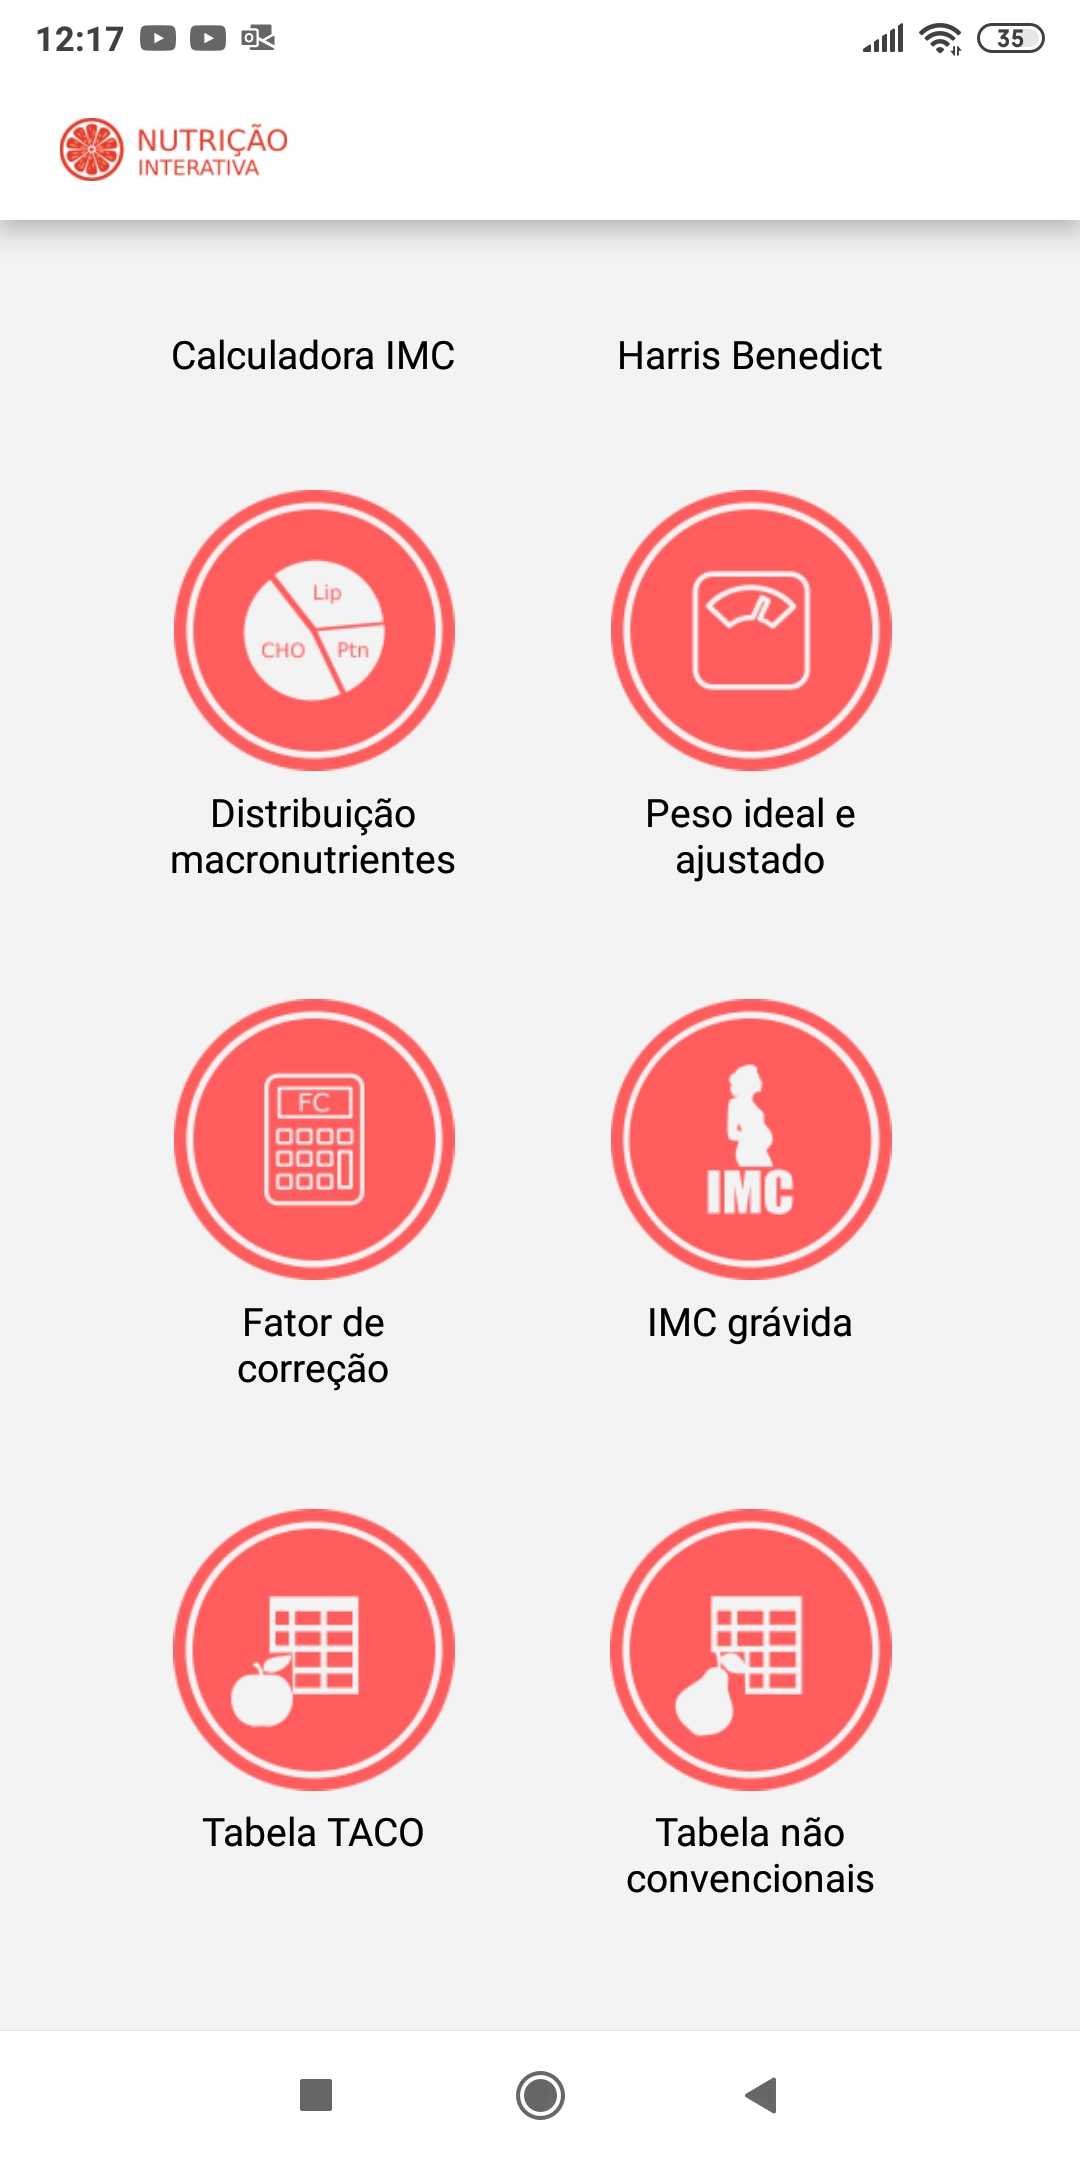 12:17
35
NUTRIÇÃO
INTERATIVA
Calculadora IMC
Harris Benedict
Lip
CHO
Ptn
Distribuição
macronutrientes
Peso ideal e
ajustado
FC
Fator de
correção
IMC
IMC grávida
Tabela TACO
Tabela não
convencionais